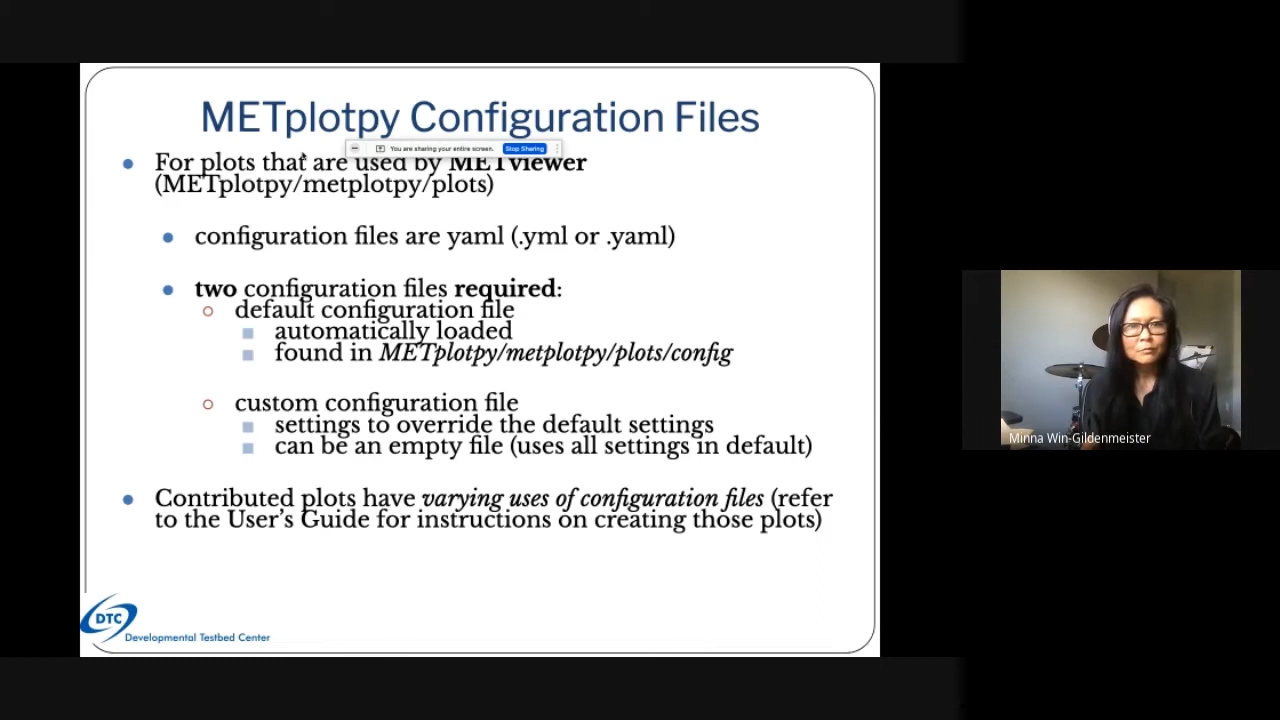 METplotpy Configuration Files
You are sharing your entire screen. Stop Sharing
For plots that are used by METviewer
(METplotpy/metplotpy/plots)
configuration files are yaml (.yml or .yaml)
two configuration files required:
default configuration file
automatically loaded
found in METplotpy/metplotpy/plots/config
custom configuration file
settings to override the default settings
can be an empty file (uses all settings in default)
Contributed plots have varying uses of configuration files (refer
to the User's Guide for instructions on creating those plots)
DTC
Developmental Testbed Center
Minna Win-Gildenmeister